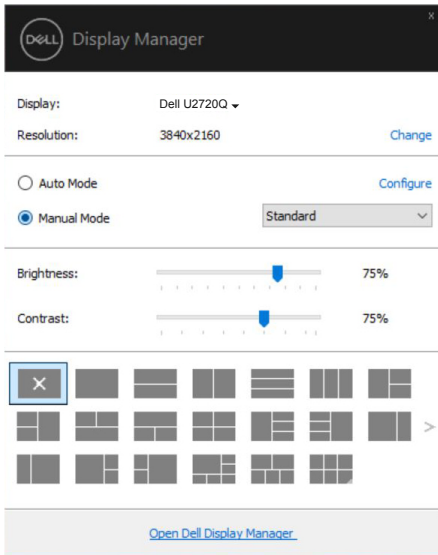 x
DELL Display Manager
Display: Dell U2720Q
Resolution: 3840x2160 Change
Auto Mode Configure
Manual Mode Standard
Brightness: 75%
Contrast: 75%
Open Dell Display Manager